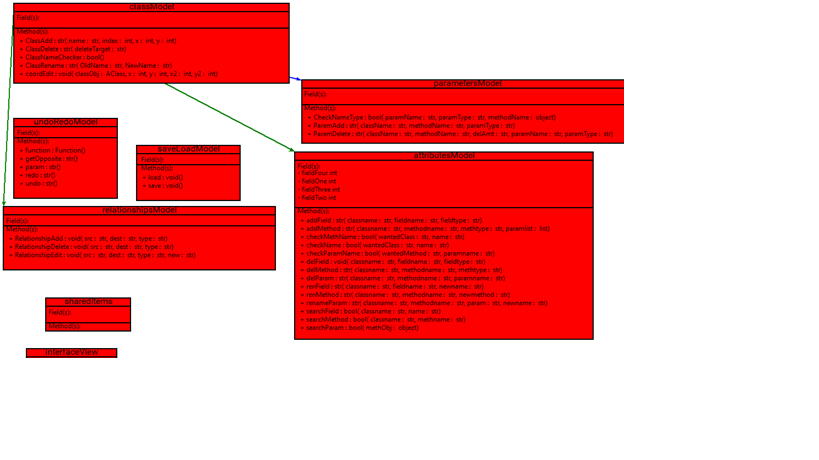 classModel
Field(s):
Method(s):
+ ClassAdd : str( name : str, index : int, x : int, y : int)
+ ClassDelete : str( deleteTarget : str)
+ ClassNameChecker : bool()
+ ClassRename : str( OldName : str, NewName : str)
+ coordEdit : void( classObj : AClass, x : int, y : int, x2 : int, y2 : int)
parametersModel
Field(s):
Method(s):
+ CheckNameType : bool( paramName : str, paramType : str, methodName : object)
+ ParamAdd : str( className : str, methodName : str, paramType : str)
+ ParamDelete : str( className : str, methodName : str, paramName : str, paramType : str)
undoRedoModel
Field(s):
Method(s):
+ function : Function()
+ getOpposite : str()
+ param : str()
+ redo : str()
+ undo : str()
saveLoadModel
Field(s):
Method(s):
+ load : void()
+ save : void()
attributesModel
Field(s):
- fieldFour int
- fieldOne int
- fieldThree int
- fieldTwo int
Method(s):
+ addField : str( classname : str, fieldname : str, fieldtype : str)
+ addMethod : str( classname : str, methodname : str, methtype : str, paramlist : list)
+ checkMethName : bool( wantedClass : str, name : str)
+ checkName : bool( wantedClass : str, name : str)
+ checkParamName : bool( wantedMethod : str, paramname : str)
+ delField : void( classname : str, fieldname : str, fieldtype : str)
+ delMethod : str( classname : str, methodname : str, methtype : str)
+ delParam : str( classname : str, methodname : str, paramname : str)
+ renField : str( classname : str, fieldname : str, newname : str)
+ renMethod : str( classname : str, methodname : str, newmethod : str)
+ renameParam : str( classname : str, methodname : str, param : str, newname : str)
+ searchField : bool( classname : str, name : str)
+ searchMethod : bool( classname : str, methname : str)
+ searchParam : bool( methObj : object)
relationshipsModel
Field(s):
Method(s):
+ RelationshipAdd : void( src : str, dest : str, type : str)
+ RelationshipDelete : void( src : str, dest : str, type : str)
+ RelationshipEdit : void( src : str, dest : str, type : str, new : str)
sharedItems
Field(s):
Method(s):
InterfaceView